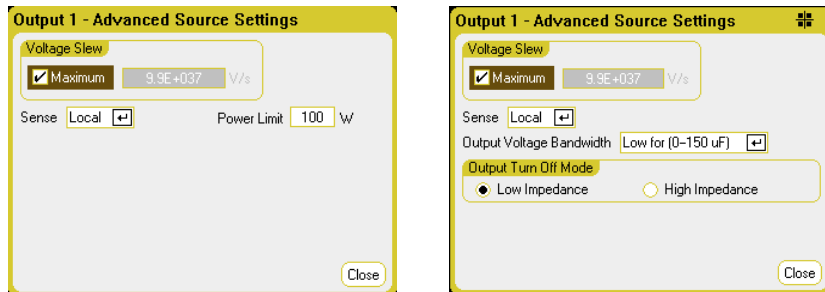 Output 1 - Advanced Source Settings
Voltage Slew
Maximum 9.9E+037 V/s
Sense Local Power Limit 100 W
Close
Output 1 - Advanced Source Settings
Voltage Slew
Maximum 9.9E+037 V/s
Sense Local
Output Voltage Bandwidth Low for (0-150 uF)
Output Turn Off Mode
Low Impedance High Impedance
Close